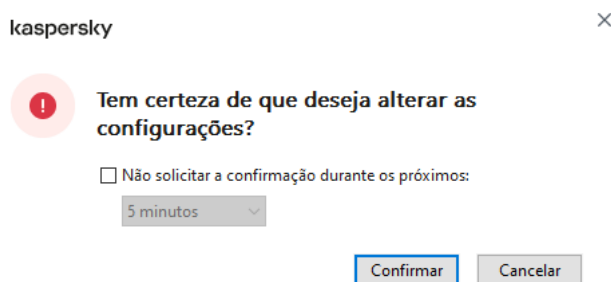 kaspersky
Tem certeza de que deseja alterar as
configurações?
Não solicitar a confirmação durante os próximos:
5 minutos
Confirmar
Cancelar